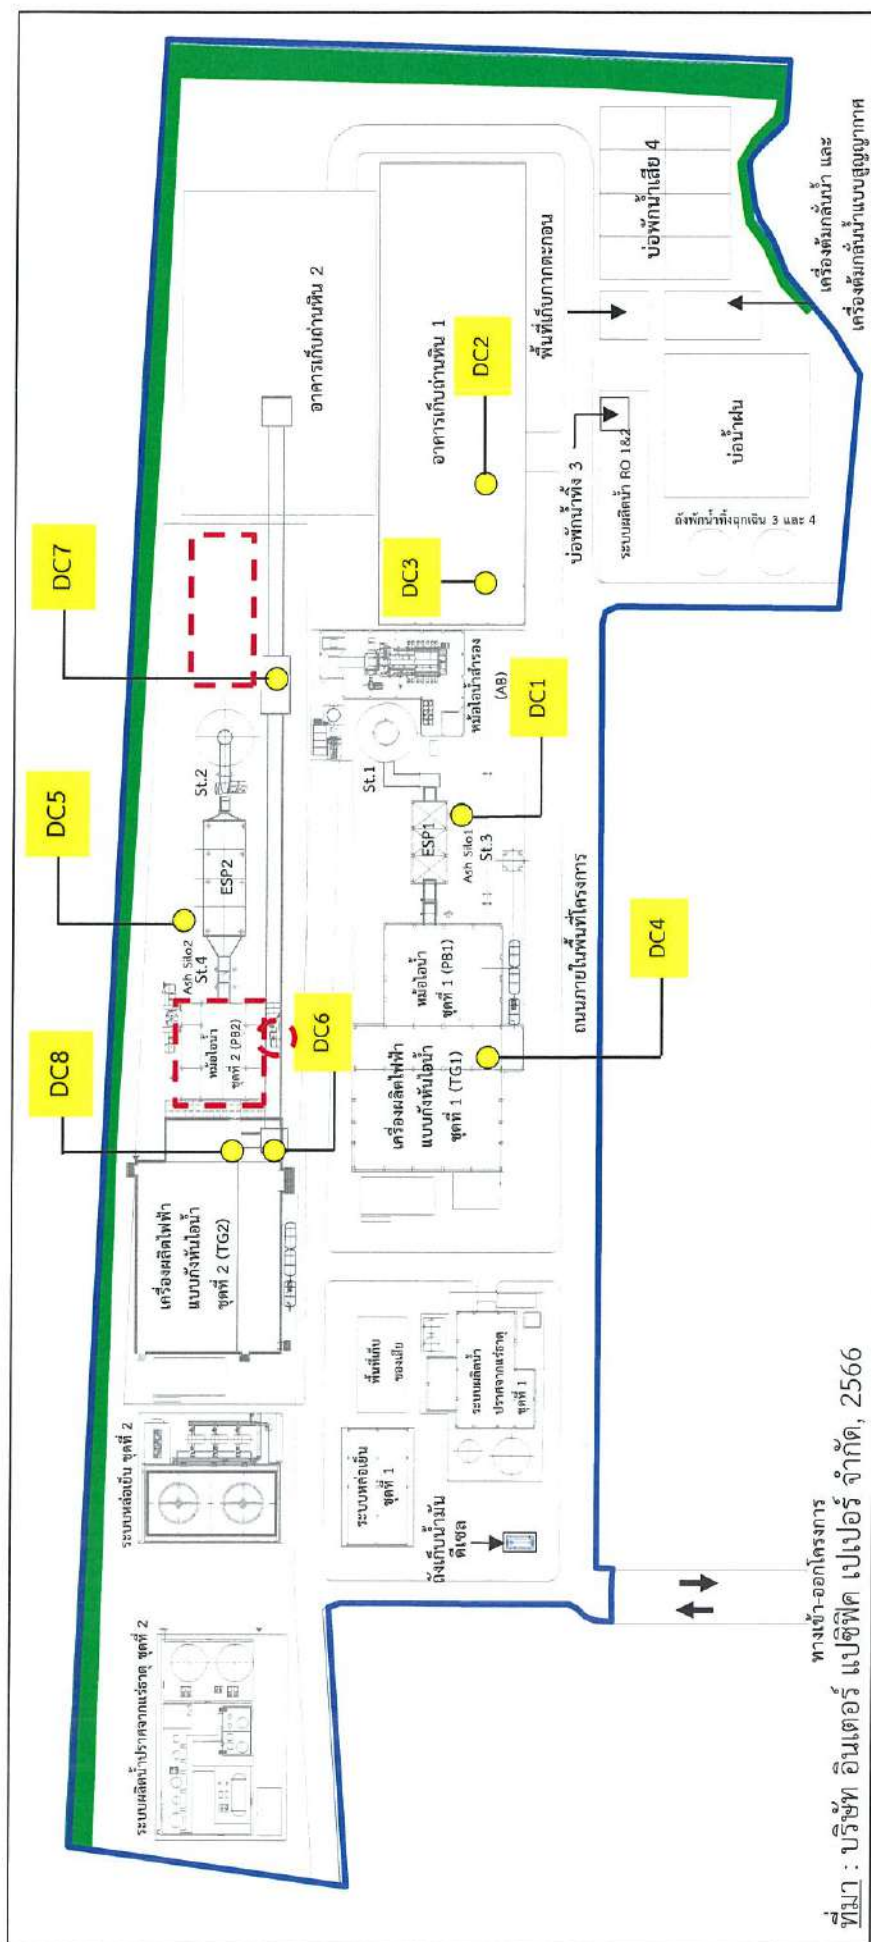 ระบบผลิตน้ำปราศจากแร่ธาตุ ชุดที่ 2
ระบบหล่อเย็น ชุดที่ 2
เครื่องผลิตไฟฟ้า
แบบกังหันไอน้ำ
ชุดที่ 2 (TG2)
DC8
หม้อไอน้ำ
ชุดที่ 2 (PB2)
DC6
Ash Silo2
St.4
DC5
ESP2
St.2
DC7
อาคารเก็บถ่านหิน 2
ระบบหล่อเย็น
ชุดที่ 1
ถังเก็บน้ำมัน
ดีเซล
พื้นที่เก็บ
ของเสีย
ระบบผลิตน้ำ
ปราศจากแร่ธาตุ
ชุดที่ 1
เครื่องผลิตไฟฟ้า
แบบกังหันไอน้ำ
ชุดที่ 1 (TG1)
หม้อไอน้ำ
ชุดที่ 1 (PB1)
DC4
ESP1
Ash Silo1
St.3
St.1
DC1
หม้อไอน้ำสำรอง
(AB)
อาคารเก็บถ่านหิน 1
DC3
DC2
ถนนภายในพื้นที่โครงการ
บ่อพักน้ำทิ้ง 3
ระบบผลิตน้ำ RO 1&2
พื้นที่เก็บกากตะกอน
บ่อพักน้ำเสีย 4
ถังพักน้ำทิ้งฉุกเฉิน 3 และ 4
บ่อน้ำฝน
เครื่องต้มกลั่นน้ำ และ
เครื่องต้มกลั่นน้ำแบบสูญญากาศ
ทางเข้า-ออกโครงการ
ที่มา : บริษัท อินเตอร์ แปซิฟิค เปเปอร์ จำกัด, 2566